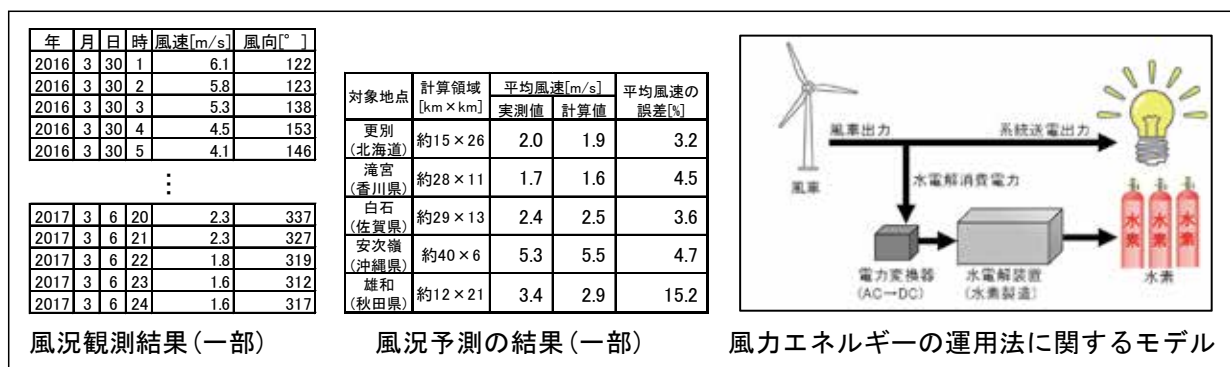 年 月 日 時 風速[m/s] 風向[° ]
2016 3 30 1 6.1 122
2016 3 30 2 5.8 123
2016 3 30 3 5.3 138
2016 3 30 4 4.5 153
2016 3 30 5 4.1 146
⋮
2017 3 6 20 2.3 337
2017 3 6 21 2.3 327
2017 3 6 22 1.8 319
2017 3 6 23 1.6 312
2017 3 6 24 1.6 317
風況観測結果(一部)
対象地点 計算領域 平均風速[m/s] 平均風速の
[km×km] 実測値 計算値 誤差[%]
更別
(北海道) 約15×26 2.0 1.9 3.2
滝宮
(香川県) 約28×11 1.7 1.6 4.5
白石
(佐賀県) 約29×13 2.4 2.5 3.6
安次嶺
(沖縄県) 約40×6 5.3 5.5 4.7
雄和
(秋田県) 約12×21 3.4 2.9 15.2
風況予測の結果(一部)
風車出力 系統送電出力
風車
水電解消費電力
電力変換器
(AC→DC)
水電解装置
(水素製造)
水素 水素 水素
水素
風力エネルギーの運用法に関するモデル